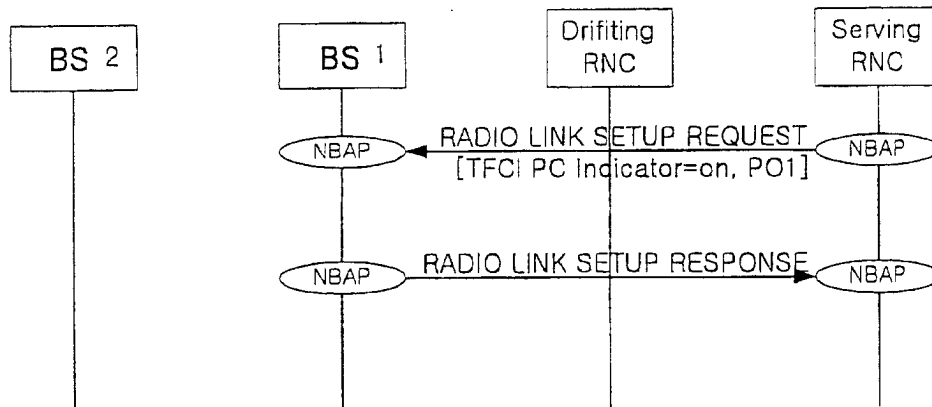 BS 2
BS 1
Drifiting
RNC
Serving
RNC
NBAP
RADIO LINK SETUP REQUEST
[TFCI PC Indicator=on, PO1]
NBAP
NBAP
RADIO LINK SETUP RESPONSE
NBAP